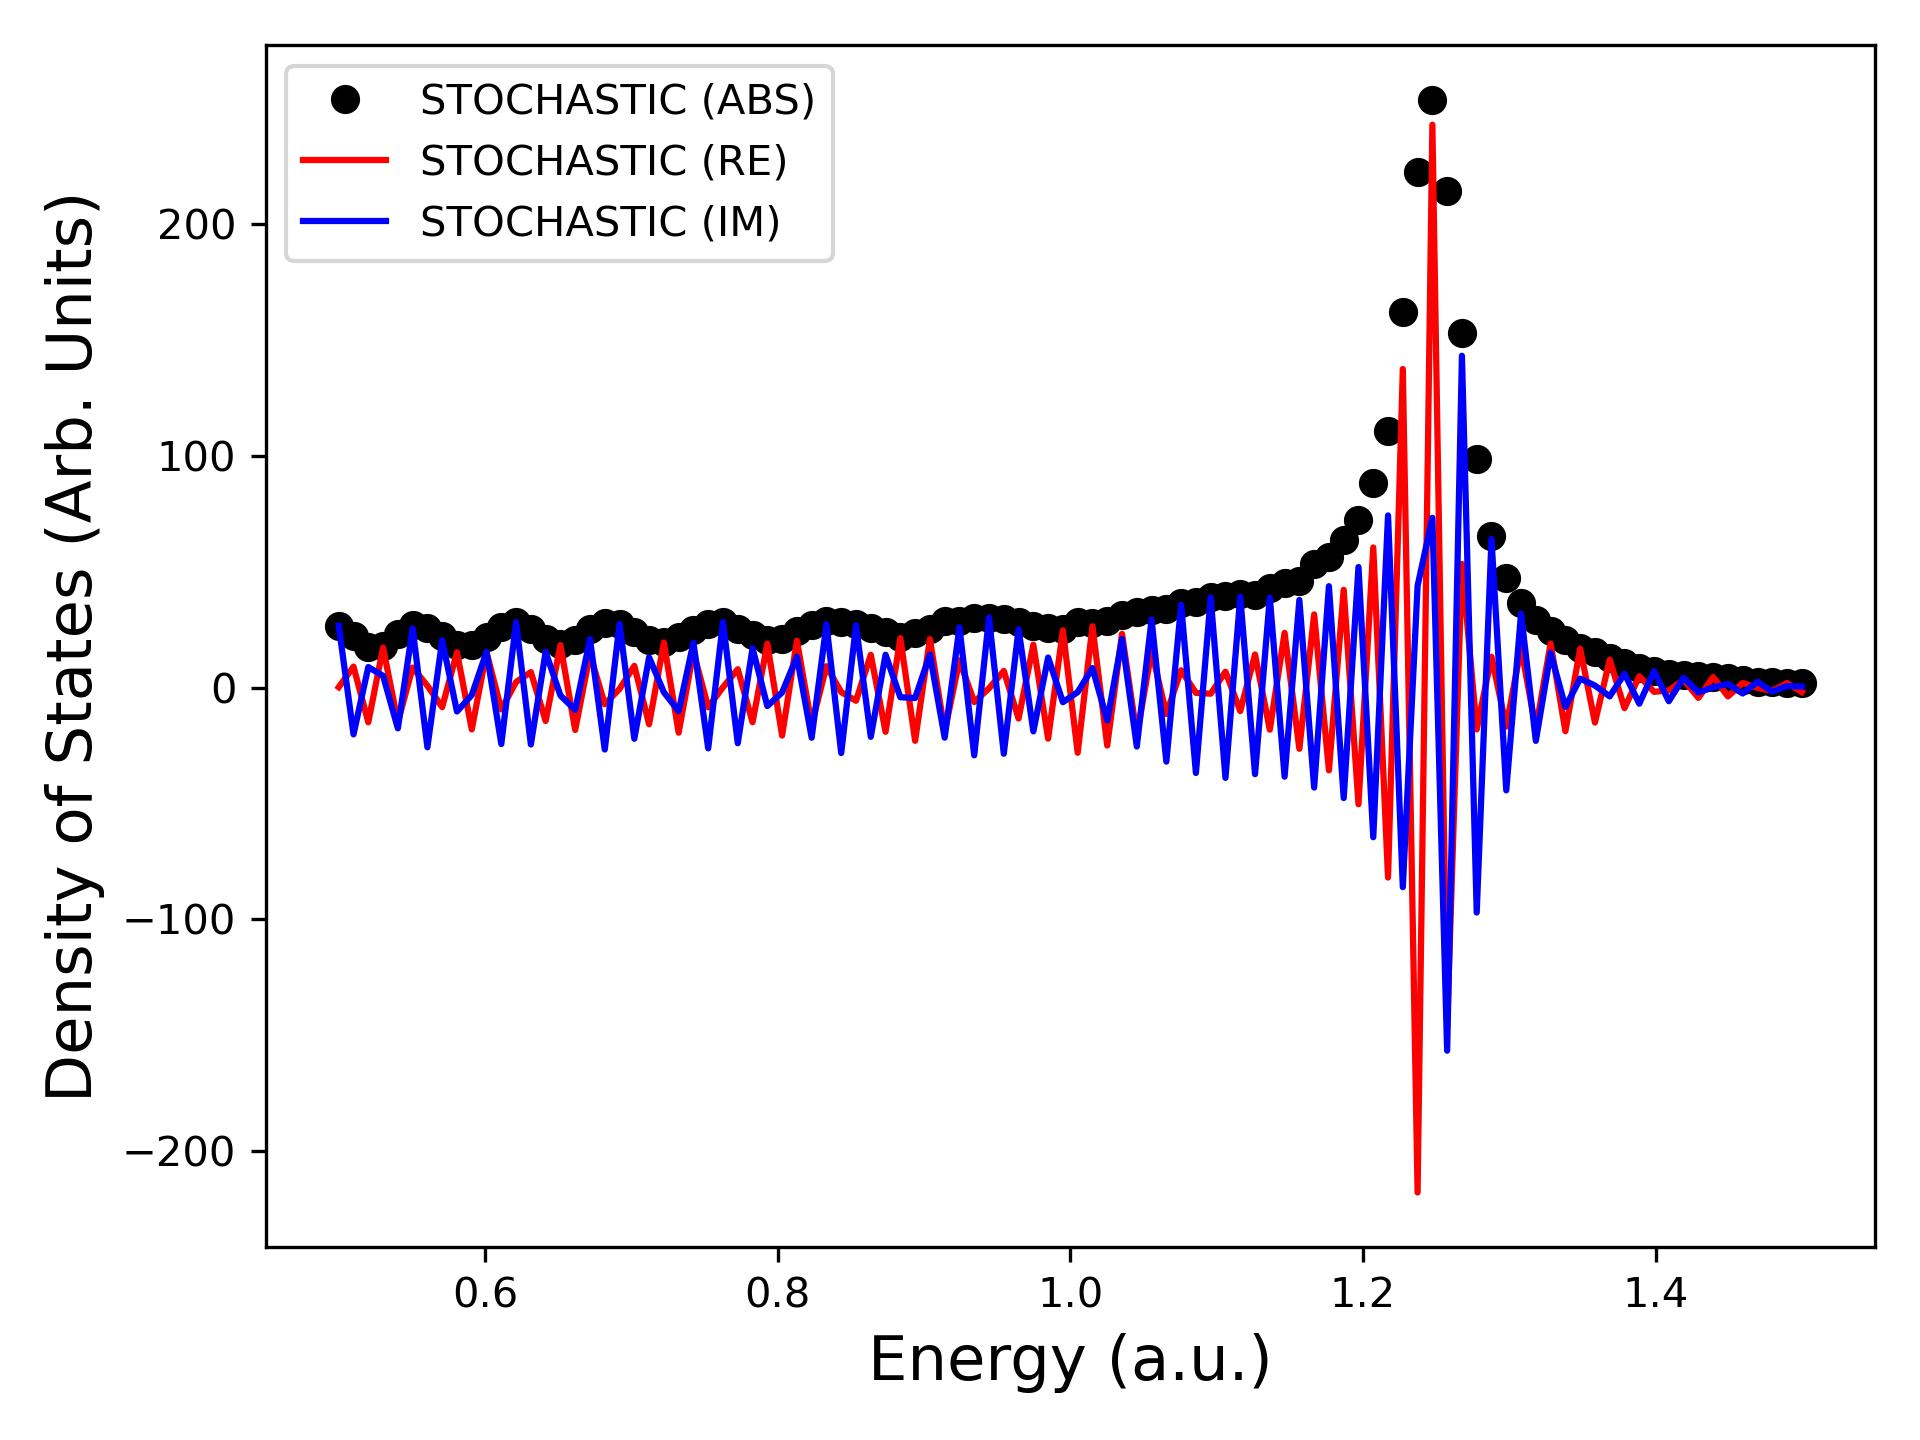 STOCHASTIC (ABS)
STOCHASTIC (RE)
STOCHASTIC (IM)
Density of States (Arb. Units)
200
100
0
−100
−200
0.6 0.8 1.0 1.2 1.4
Energy (a.u.)